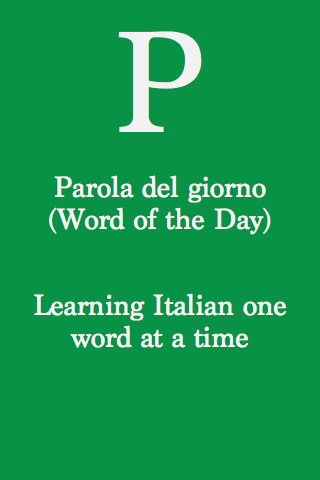 P
Parola del giorno
(Word of the Day)
Learning Italian one
word at a time